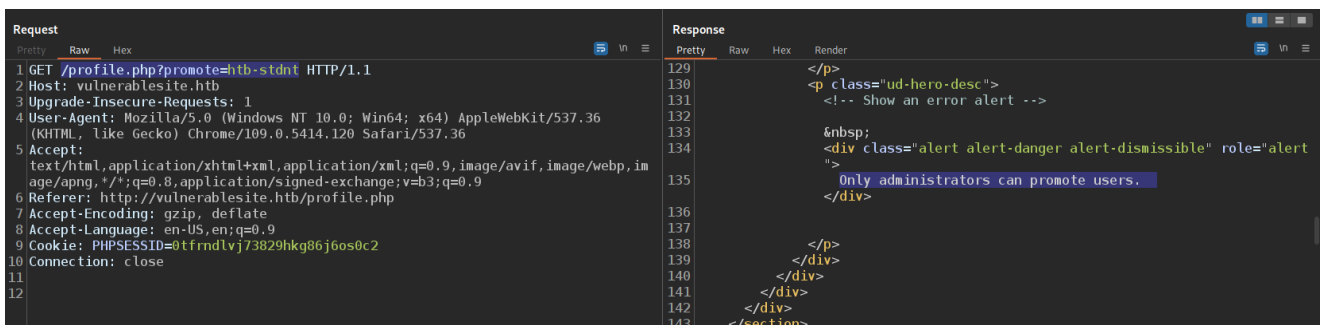 Request
Pretty Raw Hex \n
1 GET /profile.php?promote=htb-stdnt HTTP/1.1
2 Host: vulnerablesite.htb
3 Upgrade-Insecure-Requests: 1
4 User-Agent: Mozilla/5.0 (Windows NT 10.0; Win64; x64) AppleWebKit/537.36
(KHTML, like Gecko) Chrome/109.0.5414.120 Safari/537.36
5 Accept:
text/html,application/xhtml+xml,application/xml;q=0.9,image/avif,image/webp,im
age/apng,*/*;q=0.8,application/signed-exchange;v=b3;q=0.9
6 Referer: http://vulnerablesite.htb/profile.php
7 Accept-Encoding: gzip, deflate
8 Accept-Language: en-US,en;q=0.9
9 Cookie: PHPSESSID=0tfrndlvj73829hkg86j6os0c2
10 Connection: close
11
12
Response
Pretty Raw Hex Render \n
129 </p>
130 <p class="ud-hero-desc">
131 <!-- Show an error alert -->
132
133 &nbsp;
134 <div class="alert alert-danger alert-dismissible" role="alert
">
135 Only administrators can promote users.
</div>
136
137
138 </p>
139 </div>
140 </div>
141 </div>
142 </div>
143 </section>